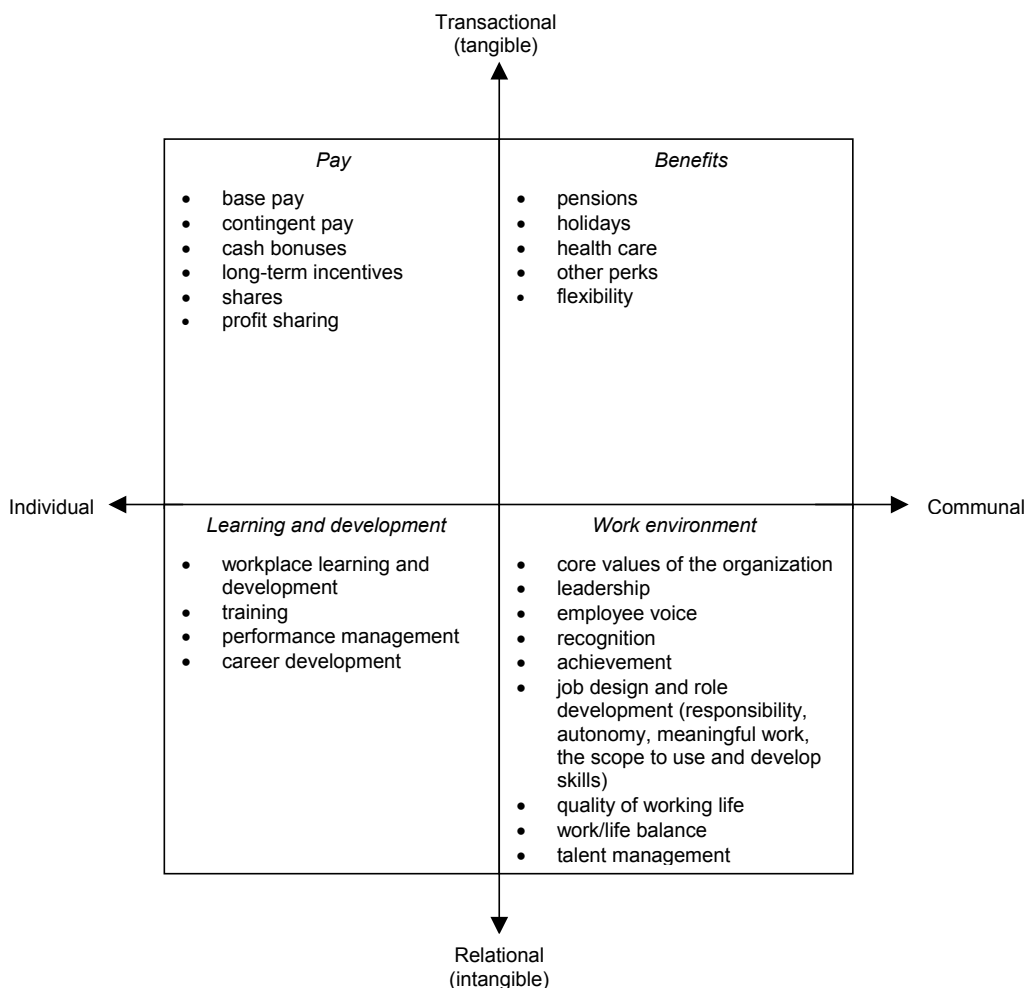 Transactional
(tangible)
Pay
• base pay
• contingent pay
• cash bonuses
• long-term incentives
• shares
• profit sharing
Benefits
• pensions
• holidays
• health care
• other perks
• flexibility
Individual
Communal
Learning and development
• workplace learning and
development
• training
• performance management
• career development
Work environment
• core values of the organization
• leadership
• employee voice
• recognition
• achievement
• job design and role
development (responsibility,
autonomy, meaningful work,
the scope to use and develop
skills)
• quality of working life
• work/life balance
• talent management
Relational
(intangible)